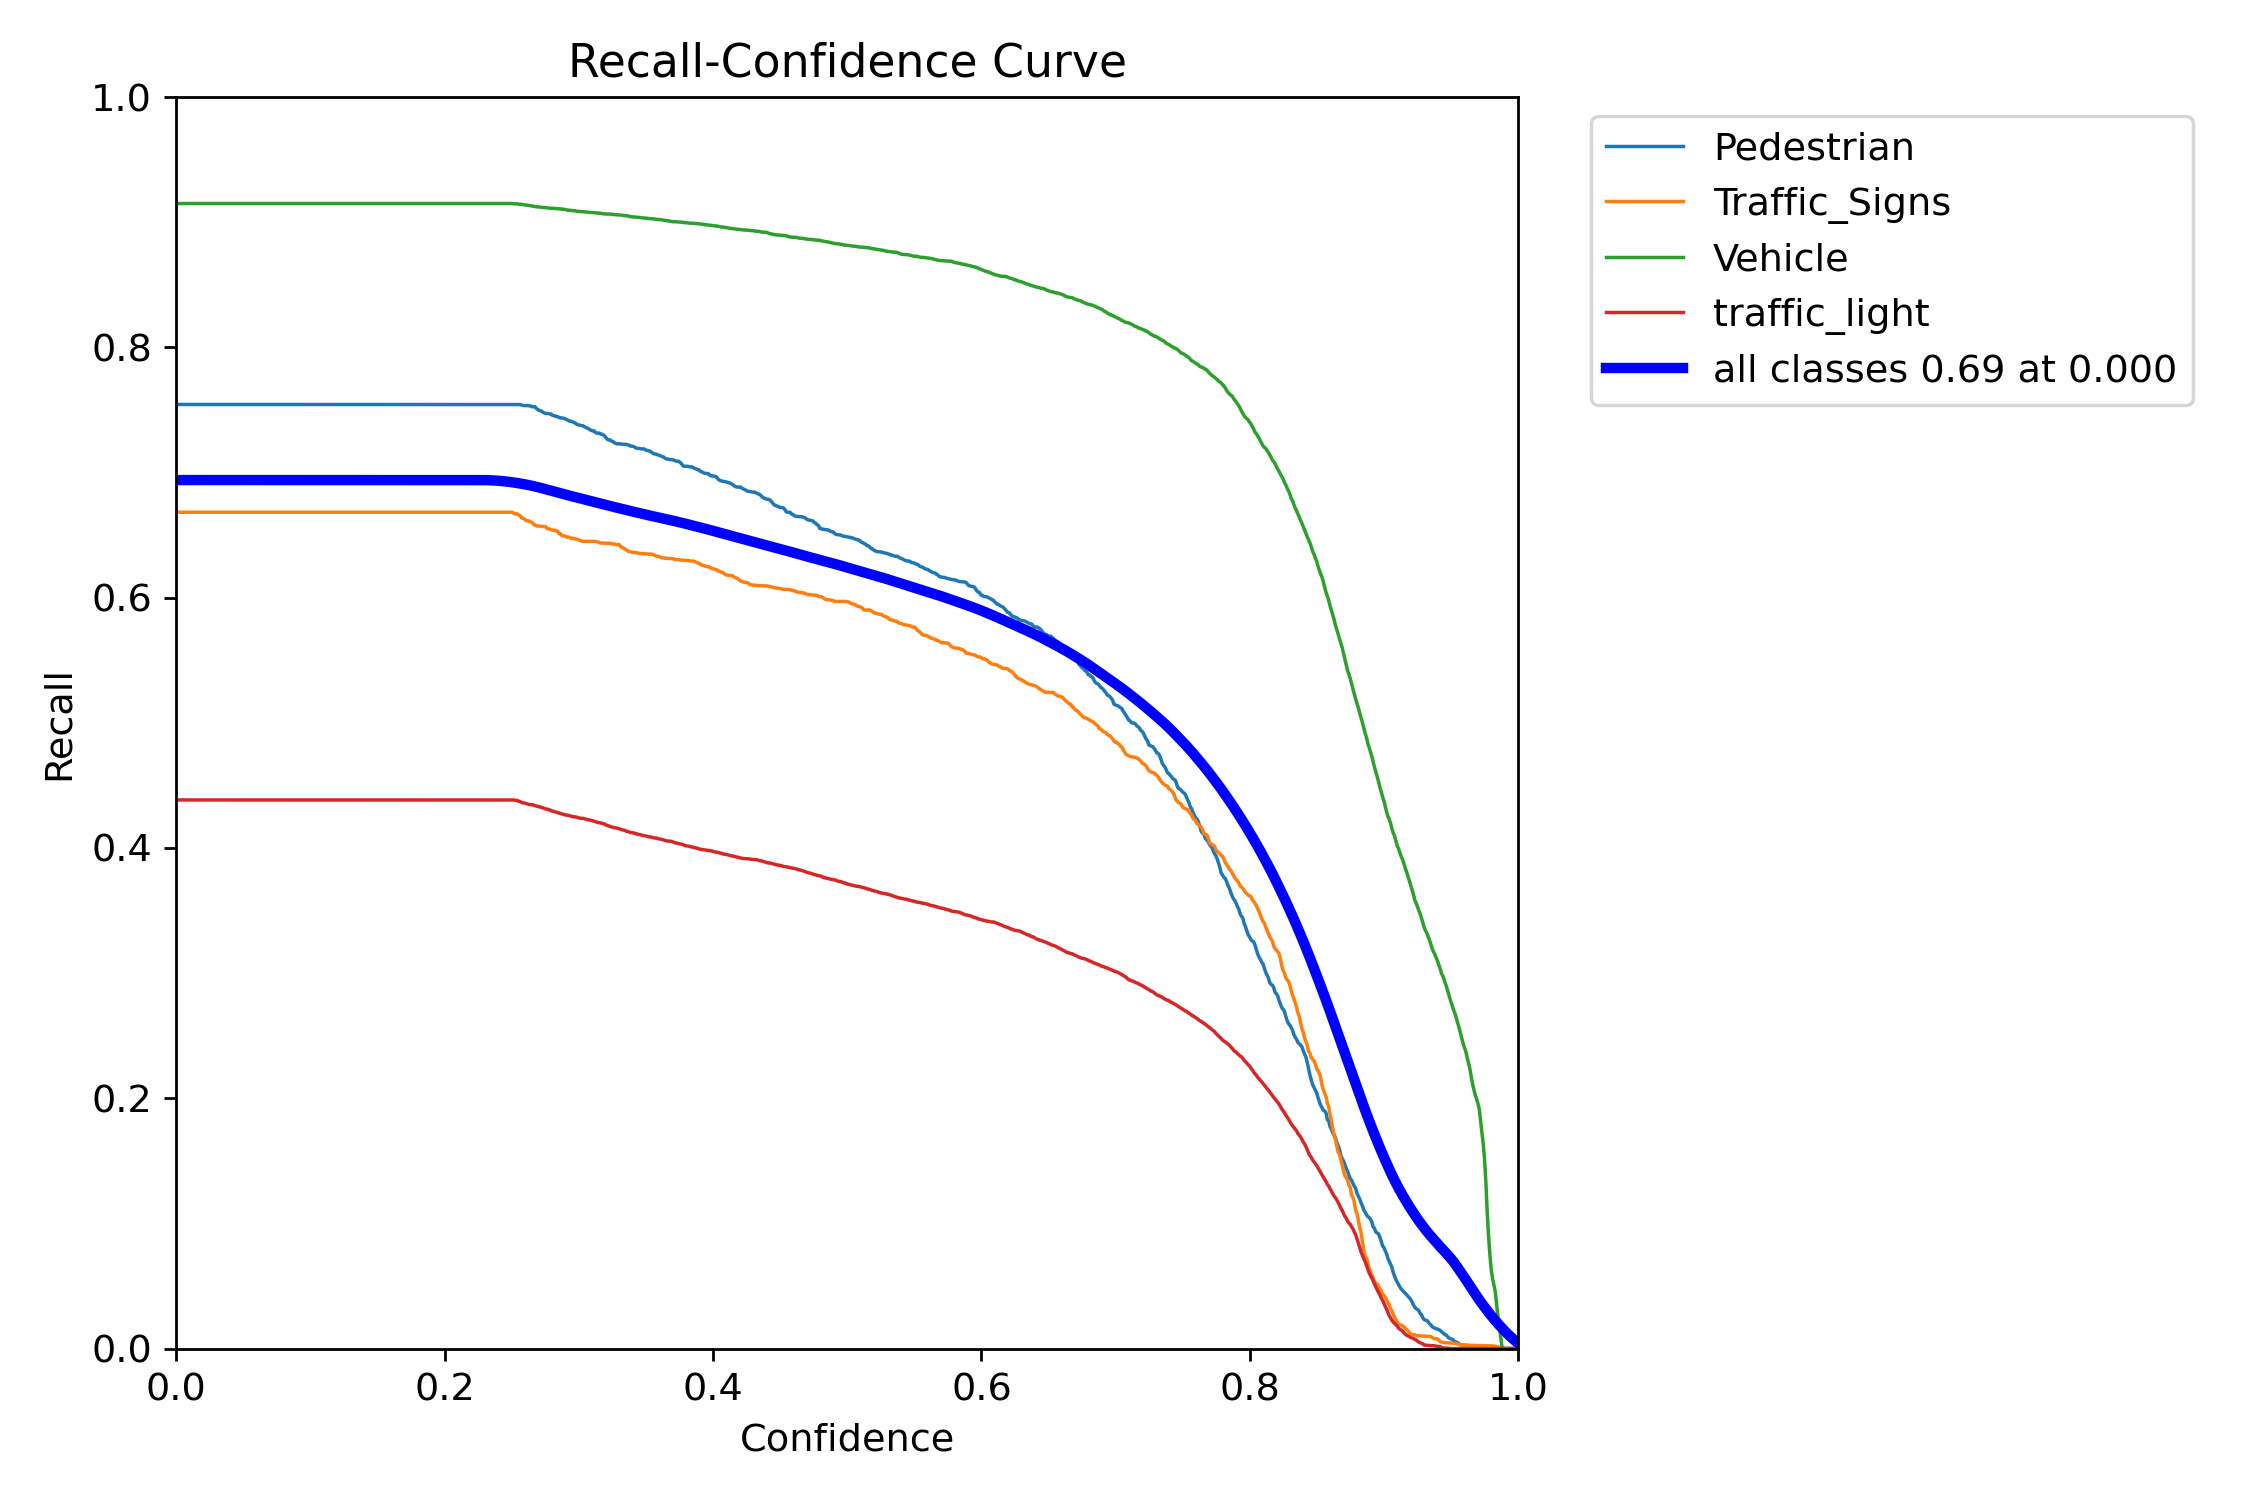 Recall-Confidence Curve
1.0
0.8
0.6
0.4
0.2
0.0
Recall
0.0 0.2 0.4 0.6 0.8 1.0
Confidence
Pedestrian
Traffic_Signs
Vehicle
traffic_light
all classes 0.69 at 0.000